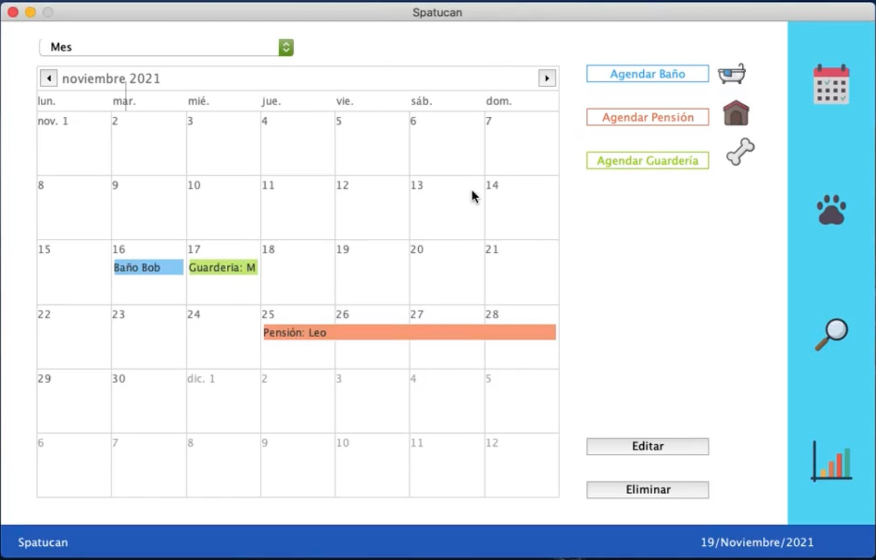 Spatucan
Mes
noviembre 2021
lun. mar. mié. jue. vie. sáb. dom.
nov. 1 2 3 4 5 6 7
8 9 10 11 12 13 14
15 16 17 18 19 20 21
Baño Bob Guarderia: M
22 23 24 25 26 27 28
Pensión: Leo
29 30 dic. 1 2 3 4 5
6 7 8 9 10 11 12
Agendar Baño
Agendar Pensión
Agendar Guardería
Editar
Eliminar
Spatucan 19/Noviembre/2021